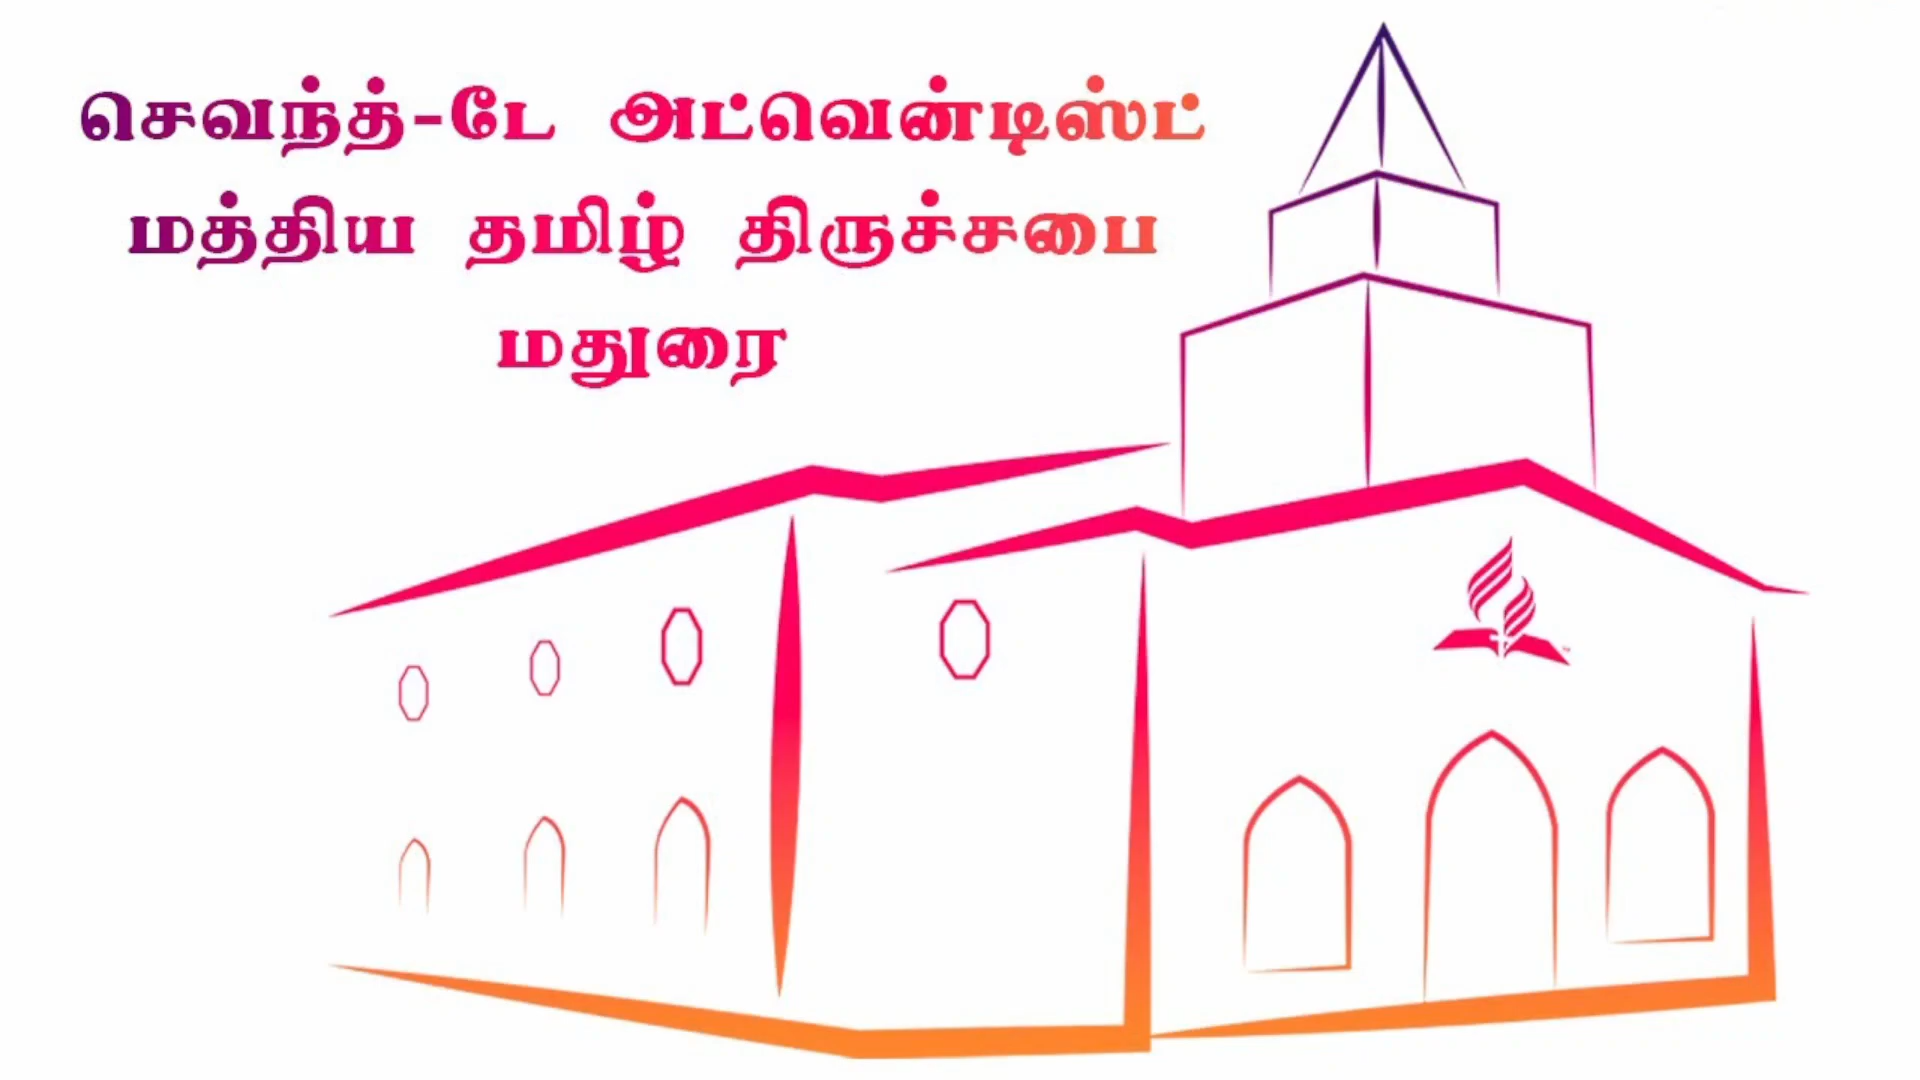 செவந்த்-டே அட்வென்டிஸ்ட்
மத்திய தமிழ் திருச்சபை
மதுரை